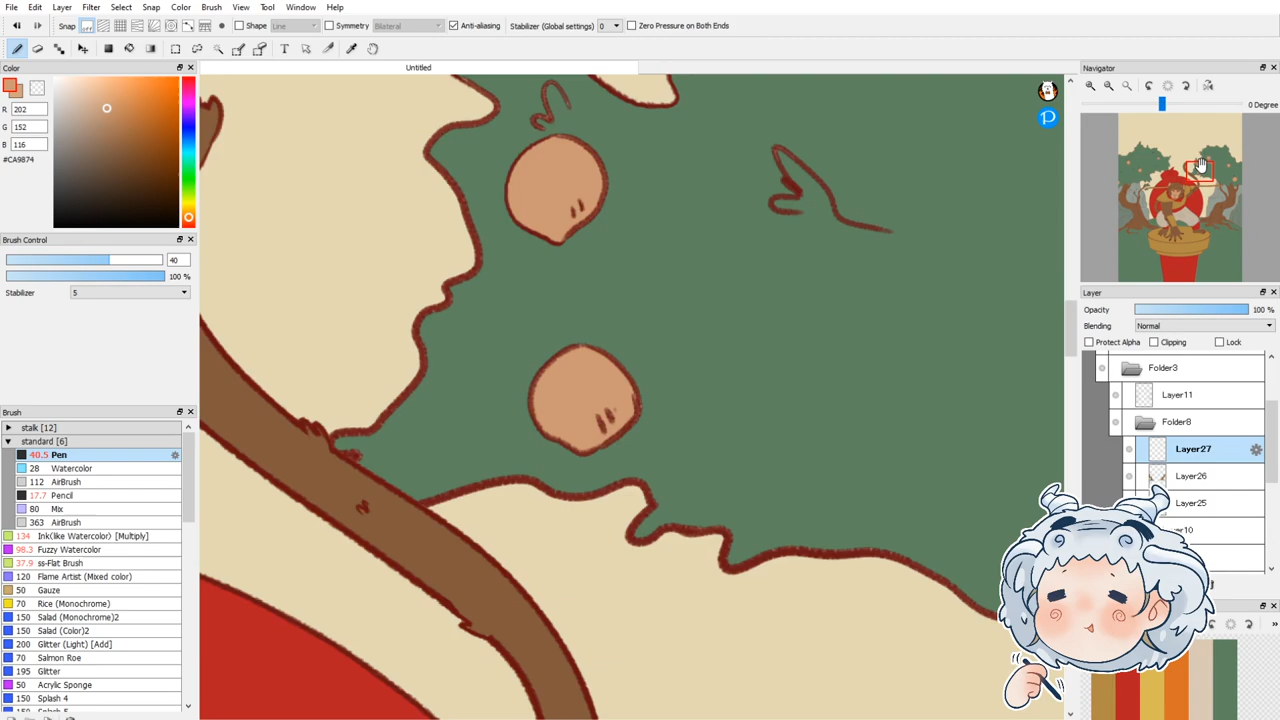 File Edit Layer Filter Select Snap Color Brush View Tool Window Help
Snap off Shape Line Symmetry Bilateral Anti-aliasing Stabilizer (Global settings) 0 Zero Pressure on Both Ends
Untitled
Color
R 202
G 152
B 116
#CA9874
Brush Control
40
100 %
Stabilizer 5
Brush
stalk [12]
standard [6]
40.5 Pen
28 Watercolor
112 AirBrush
17.7 Pencil
80 Mix
363 AirBrush
134 Ink(like Watercolor) [Multiply]
98.3 Fuzzy Watercolor
37.9 ss-Flat Brush
120 Flame Artist (Mixed color)
50 Gauze
70 Rice (Monochrome)
150 Salad (Monochrome)2
150 Salad (Color)2
200 Glitter (Light) [Add]
70 Salmon Roe
195 Glitter
50 Acrylic Sponge
150 Splash 4
150 Splash 5
Navigator
0 Degree
Layer
Opacity 100 %
Blending Normal
Protect Alpha Clipping Lock
Folder3
Layer11
Folder8
Layer27
Layer26
Layer25